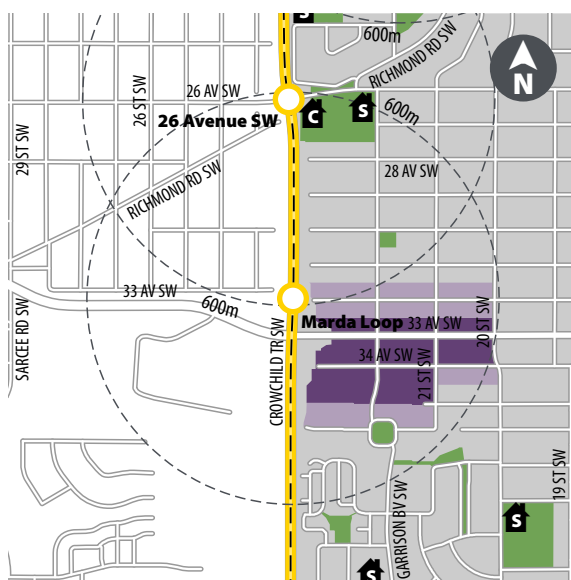 S
600m
RICHMOND RD SW
N
26 AV SW
26 ST SW
600m
C
S
26 Avenue SW
29 ST SW
28 AV SW
RICHMOND RD SW
33 AV SW
600m
SARCEE RD SW
CROWCHILD TR SW
Marda Loop
33 AV SW
20 ST SW
34 AV SW
21 ST SW
19 ST SW
GARRISON BV SW
S
S